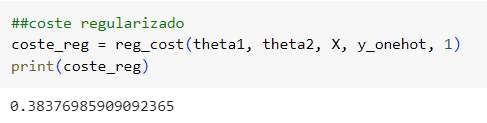 ##coste regularizado
coste_reg = reg_cost(theta1, theta2, X, y_onehot, 1)
print(coste_reg)
0.38376985909092365